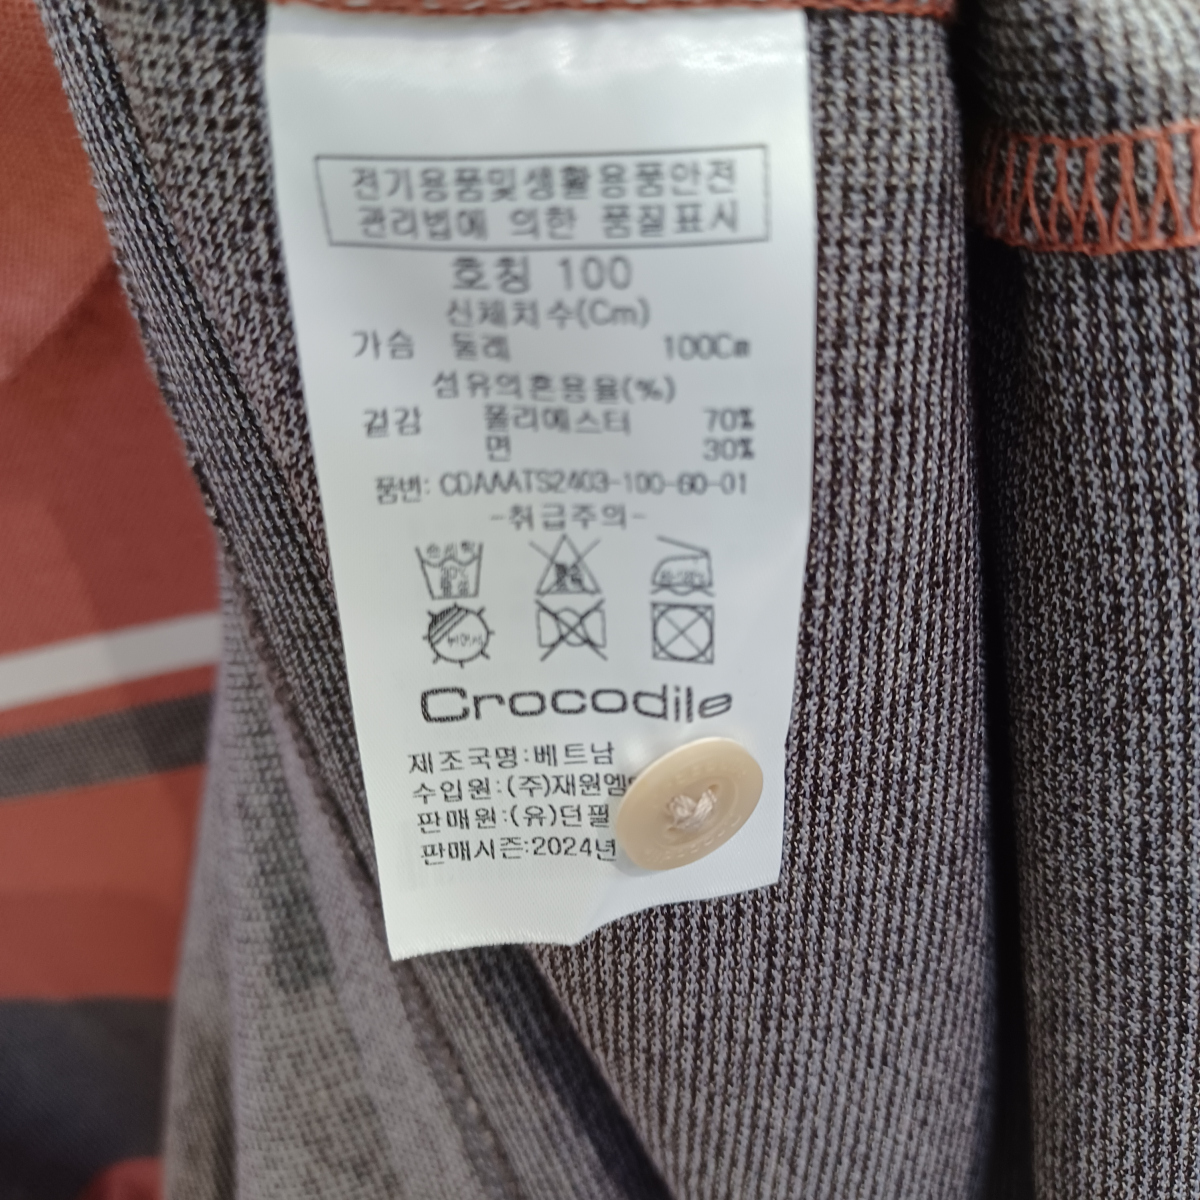 전기용품및생활용품안전
관리법에 의한 품질표시
호칭 100
신체치수(Cm)
가슴 둘레 100Cm
섬유의혼용율(%)
겉감 폴리에스터 70%
면 30%
품번: CDAAATS2403-100-60-01
-취급주의-
Crocodile
제조국명:베트남
수입원:(주)재원엠
판매원:(유)던필
판매시즌:2024년